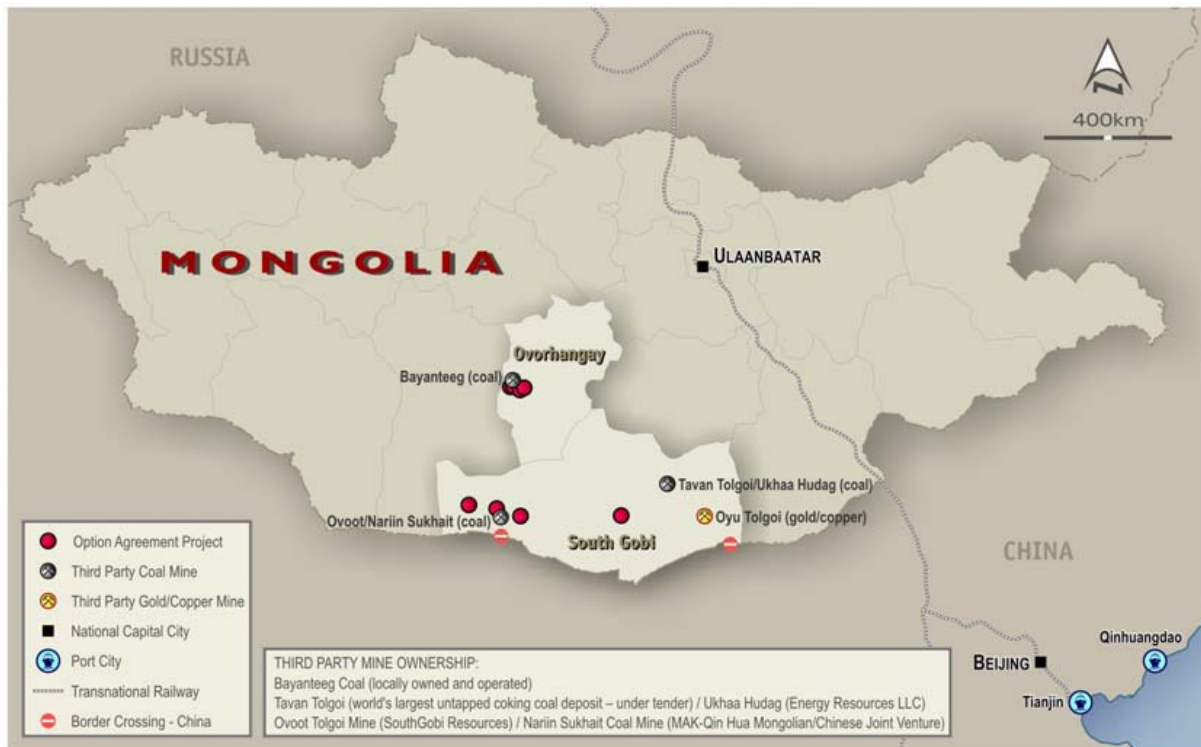 RUSSIA
N
400km
MONGOLIA
ULAANBAATAR
Ovorhangay
Bayanteeg (coal)
Tavan Tolgoi/Ukhaa Hudag (coal)
Ovoot/Nariin Sukhait (coal)
Oyu Tolgoi (gold/copper)
South Gobi
CHINA
Option Agreement Project
Third Party Coal Mine
Third Party Gold/Copper Mine
National Capital City
Port City
Transnational Railway
Border Crossing - China
THIRD PARTY MINE OWNERSHIP:
Bayanteeg Coal (locally owned and operated)
Tavan Tolgoi (world's largest untapped coking coal deposit – under tender) / Ukhaa Hudag (Energy Resources LLC)
Ovoot Tolgoi Mine (SouthGobi Resources) / Nariin Sukhait Coal Mine (MAK-Qin Hua Mongolian/Chinese Joint Venture)
Qinhuangdao
BEIJING
Tianjin